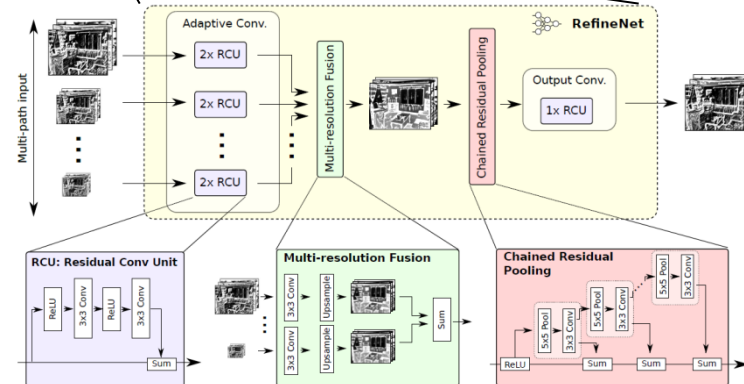 Adaptive Conv.
RefineNet
Multi-path input
2x RCU
2x RCU
2x RCU
Multi-resolution Fusion
Chained Residual Pooling
Output Conv.
1x RCU
RCU: Residual Conv Unit
ReLU
3x3 Conv
ReLU
3x3 Conv
Sum
Multi-resolution Fusion
3x3 Conv
Upsample
3x3 Conv
Upsample
Sum
Chained Residual
Pooling
ReLU
5x5 Pool
3x3 Conv
5x5 Pool
3x3 Conv
5x5 Pool
3x3 Conv
Sum
Sum
Sum